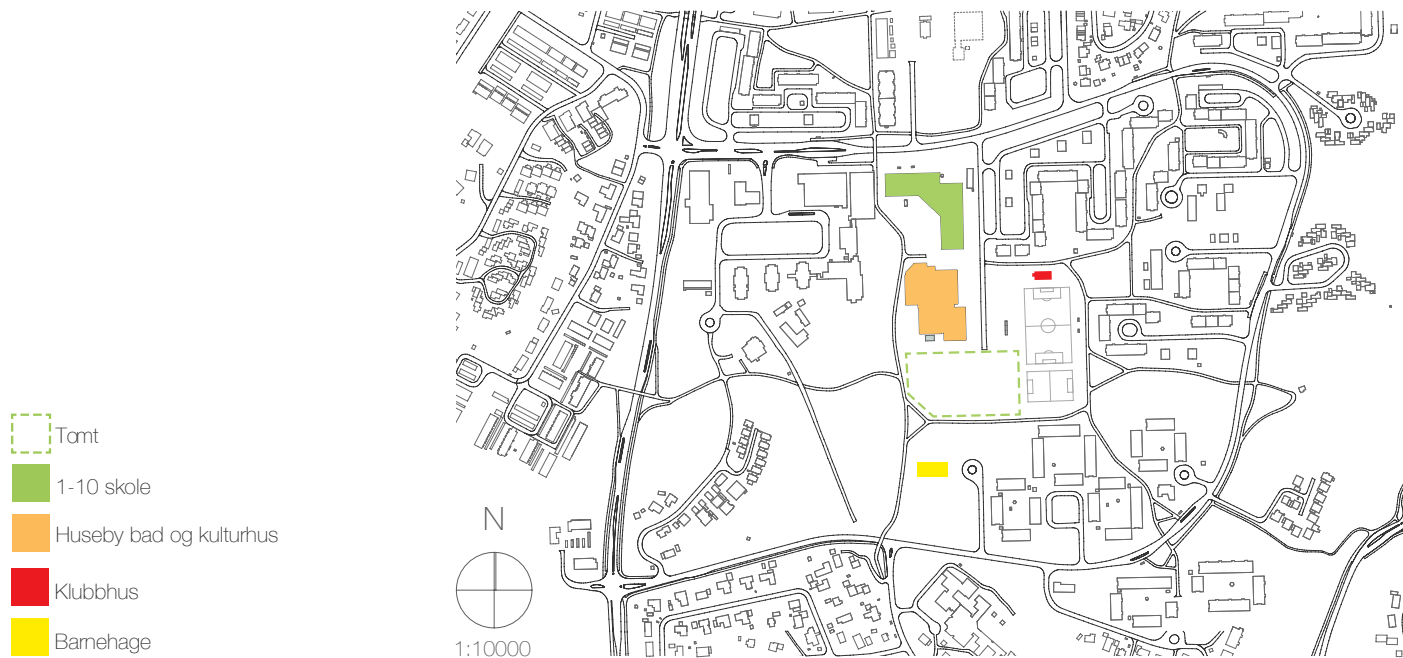 Tomt
1-10 skole
Huseby bad og kulturhus
Klubbhus
Barnehage
N
1:10000